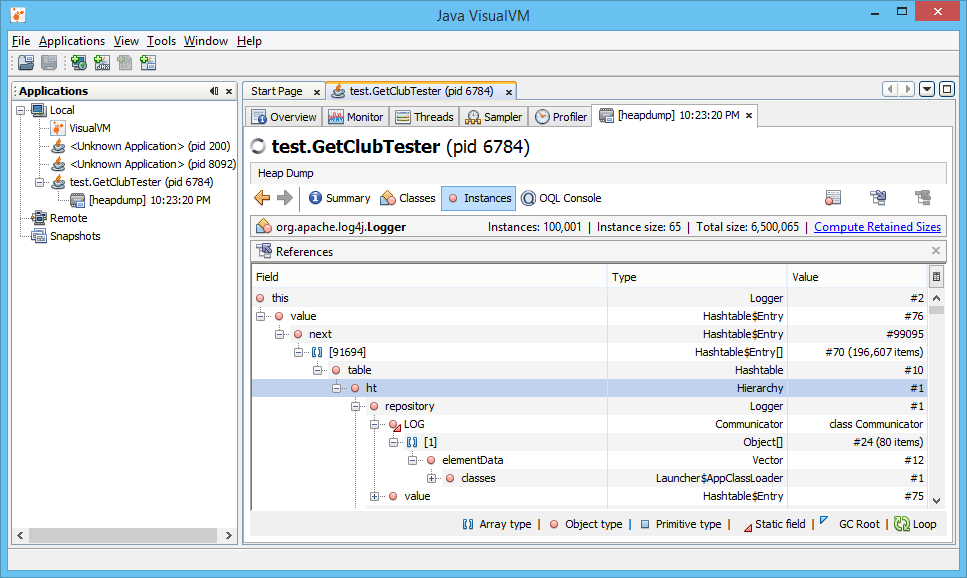 Java VisualVM
File Applications View Tools Window Help
Applications
Local
VisualVM
<Unknown Application> (pid 200)
<Unknown Application> (pid 8092)
test.GetClubTester (pid 6784)
[heapdump] 10:23:20 PM
Remote
Snapshots
Start Page test.GetClubTester (pid 6784)
Overview Monitor Threads Sampler Profiler [heapdump] 10:23:20 PM
test.GetClubTester (pid 6784)
Heap Dump
Summary Classes Instances OQL Console
org.apache.log4j.Logger Instances: 100,001 | Instance size: 65 | Total size: 6,500,065 | Compute Retained Sizes
References
Field Type Value
this Logger #2
value Hashtable$Entry #76
next Hashtable$Entry #99095
[91694] Hashtable$Entry[] #70 (196,607 items)
table Hashtable #10
ht Hierarchy #1
repository Logger #1
LOG Communicator class Communicator
[1] Object[] #24 (80 items)
elementData Vector #12
classes Launcher$AppClassLoader #1
value Hashtable$Entry #75
Array type | Object type | Primitive type | Static field | GC Root | Loop